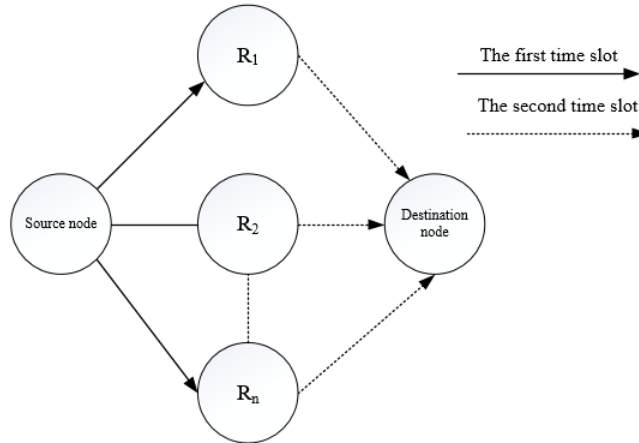 R1
The first time slot
The second time slot
Source node
R2
Destination
node
Rn